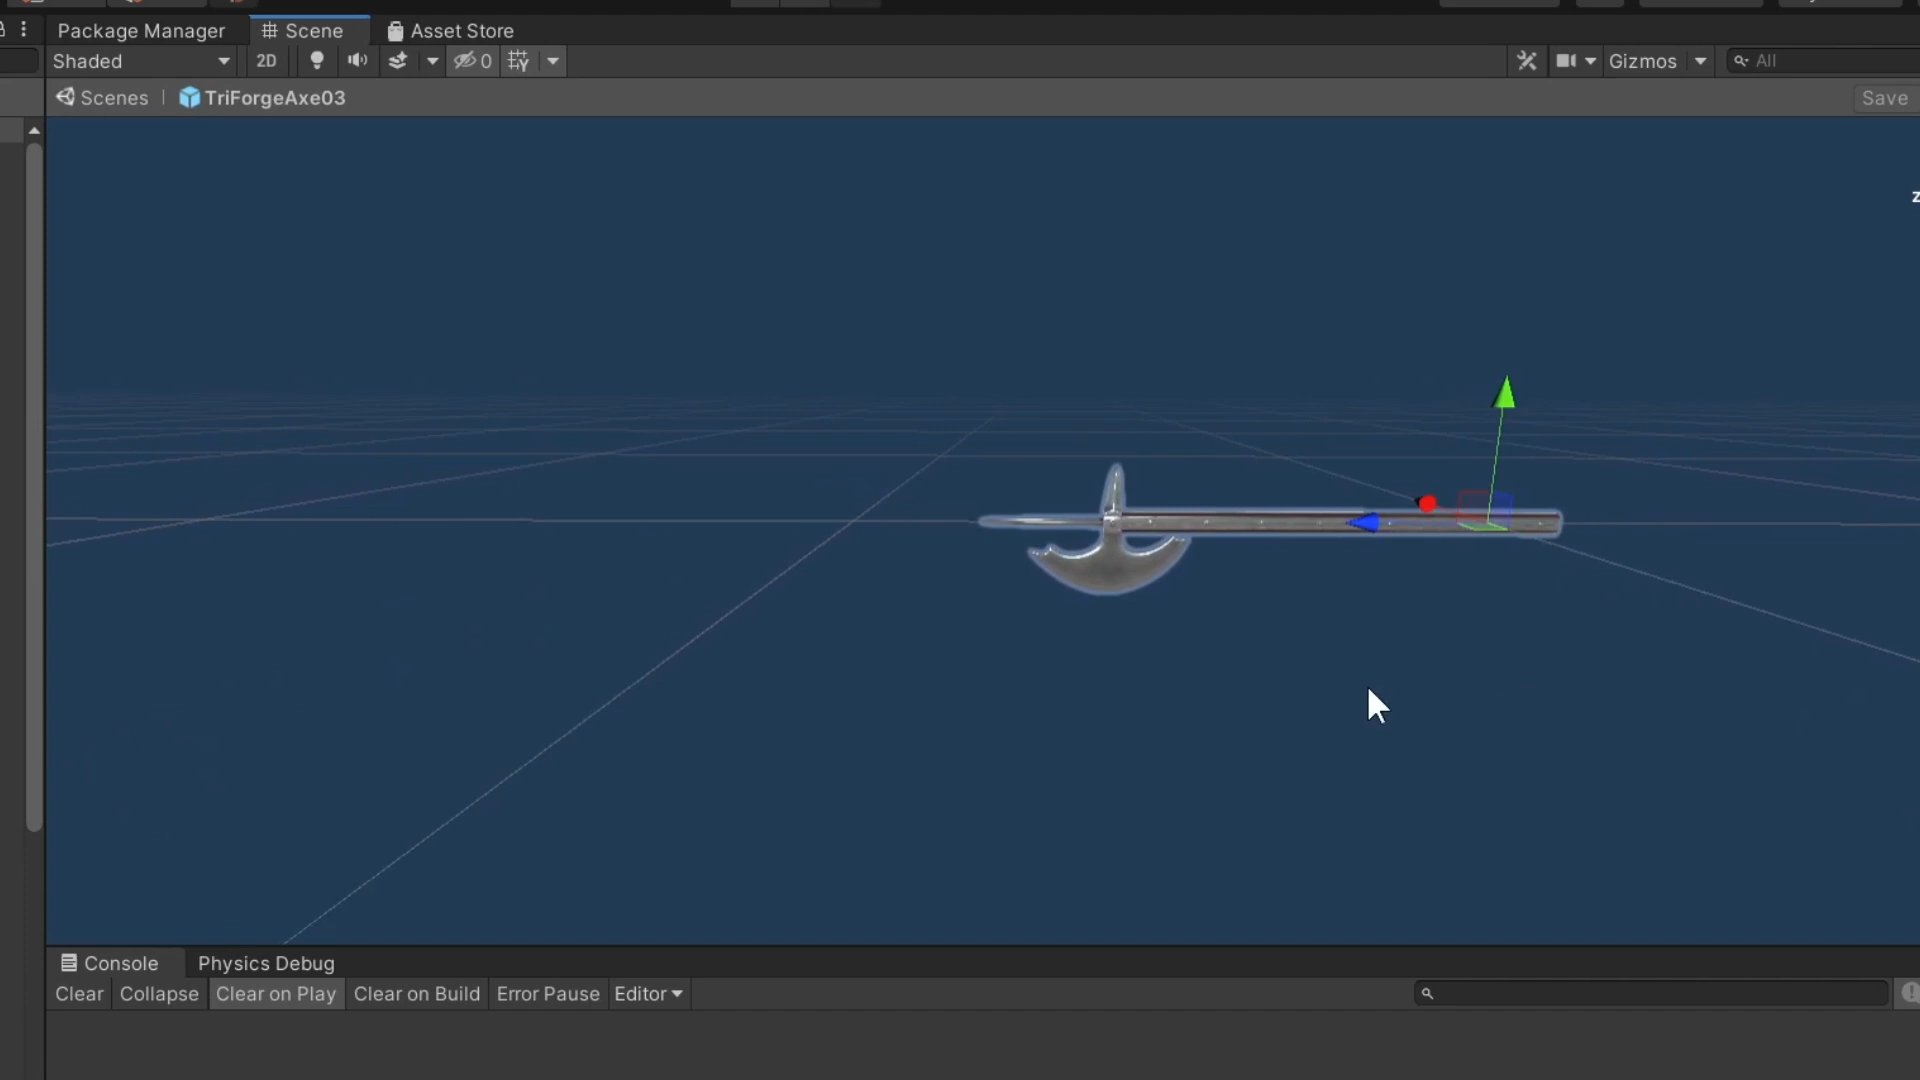 Package Manager
Scene
Asset Store
Shaded
2D
0
Gizmos
All
Scenes
TriForgeAxe03
Save
z
Console
Physics Debug
Clear
Collapse
Clear on Play
Clear on Build
Error Pause
Editor